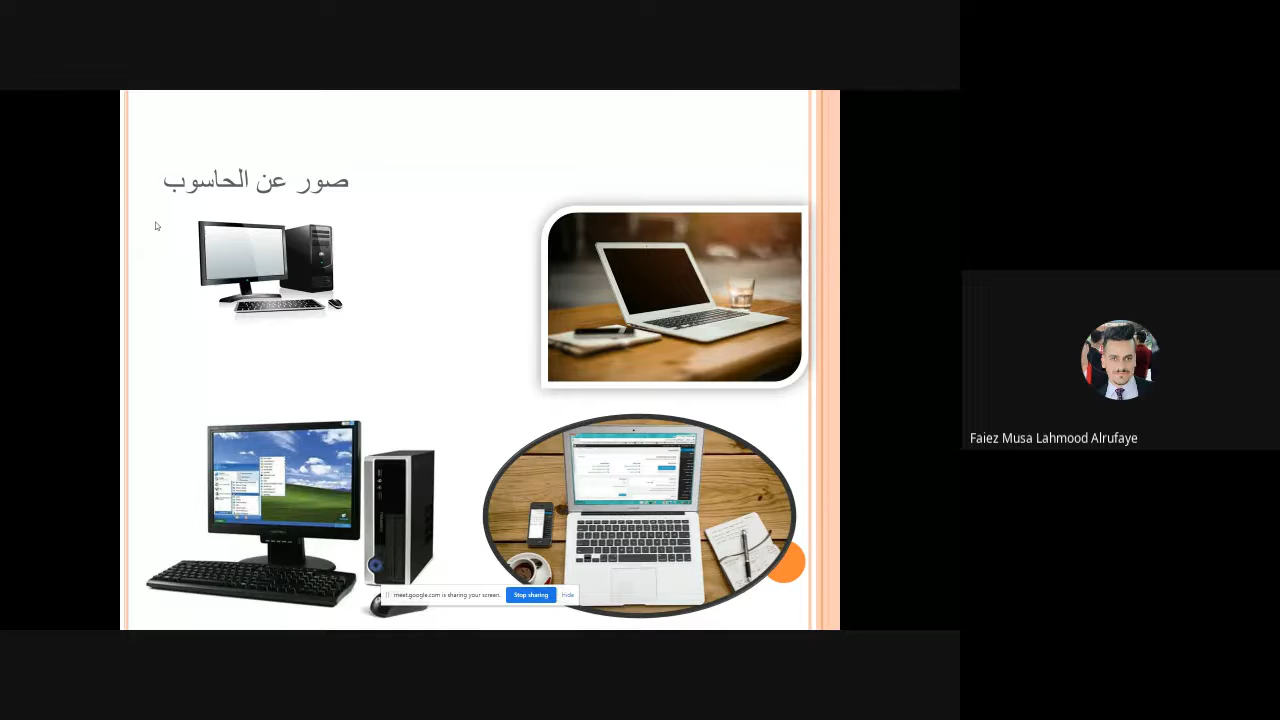 صور عن الحاسوب
meet.google.com is sharing your screen.
Stop sharing
Hide
Faiez Musa Lahmood Alrufaye